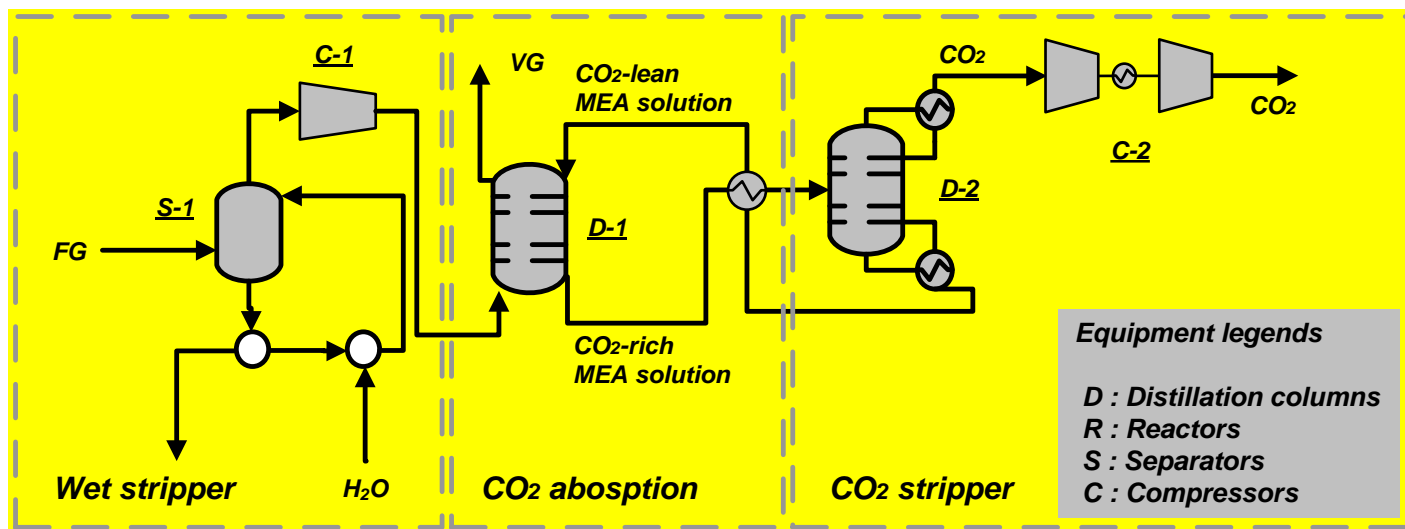 C-1
S-1
FG
Wet stripper
H2O
VG
CO2-lean
MEA solution
D-1
CO2-rich
MEA solution
CO2 abosption
CO2
CO2
C-2
D-2
CO2 stripper
Equipment legends
D : Distillation columns
R : Reactors
S : Separators
C : Compressors